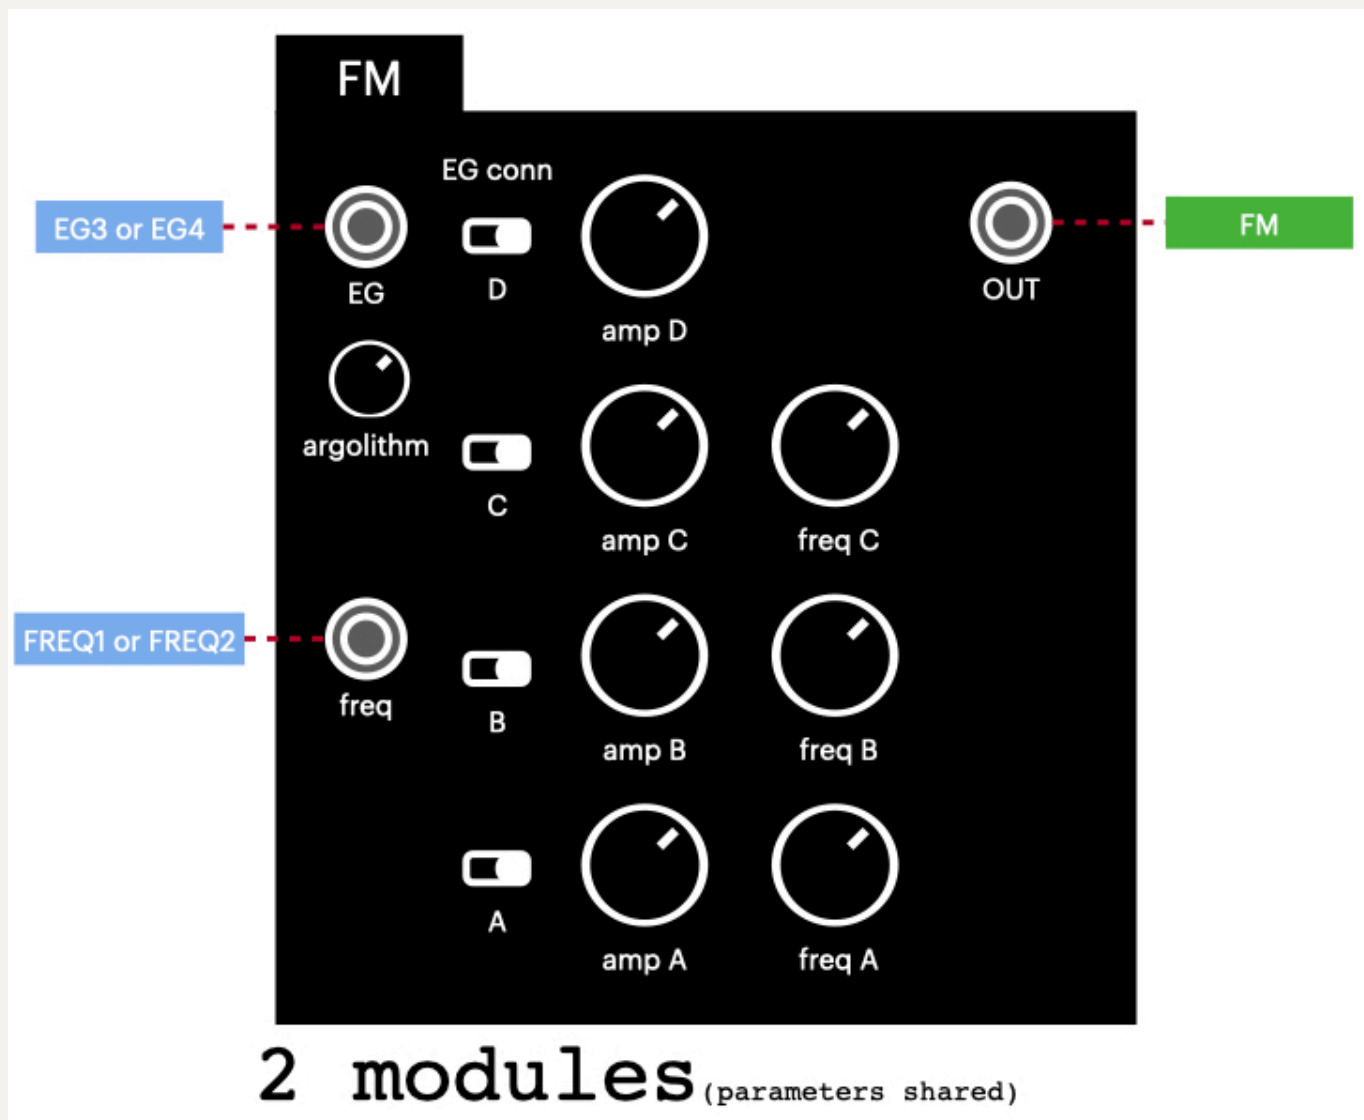 FM
EG conn
EG3 or EG4
FM
EG
D
OUT
amp D
argolithm
C
amp C
freq C
FREQ1 or FREQ2
freq
B
amp B
freq B
A
amp A
freq A
2 modules(parameters shared)